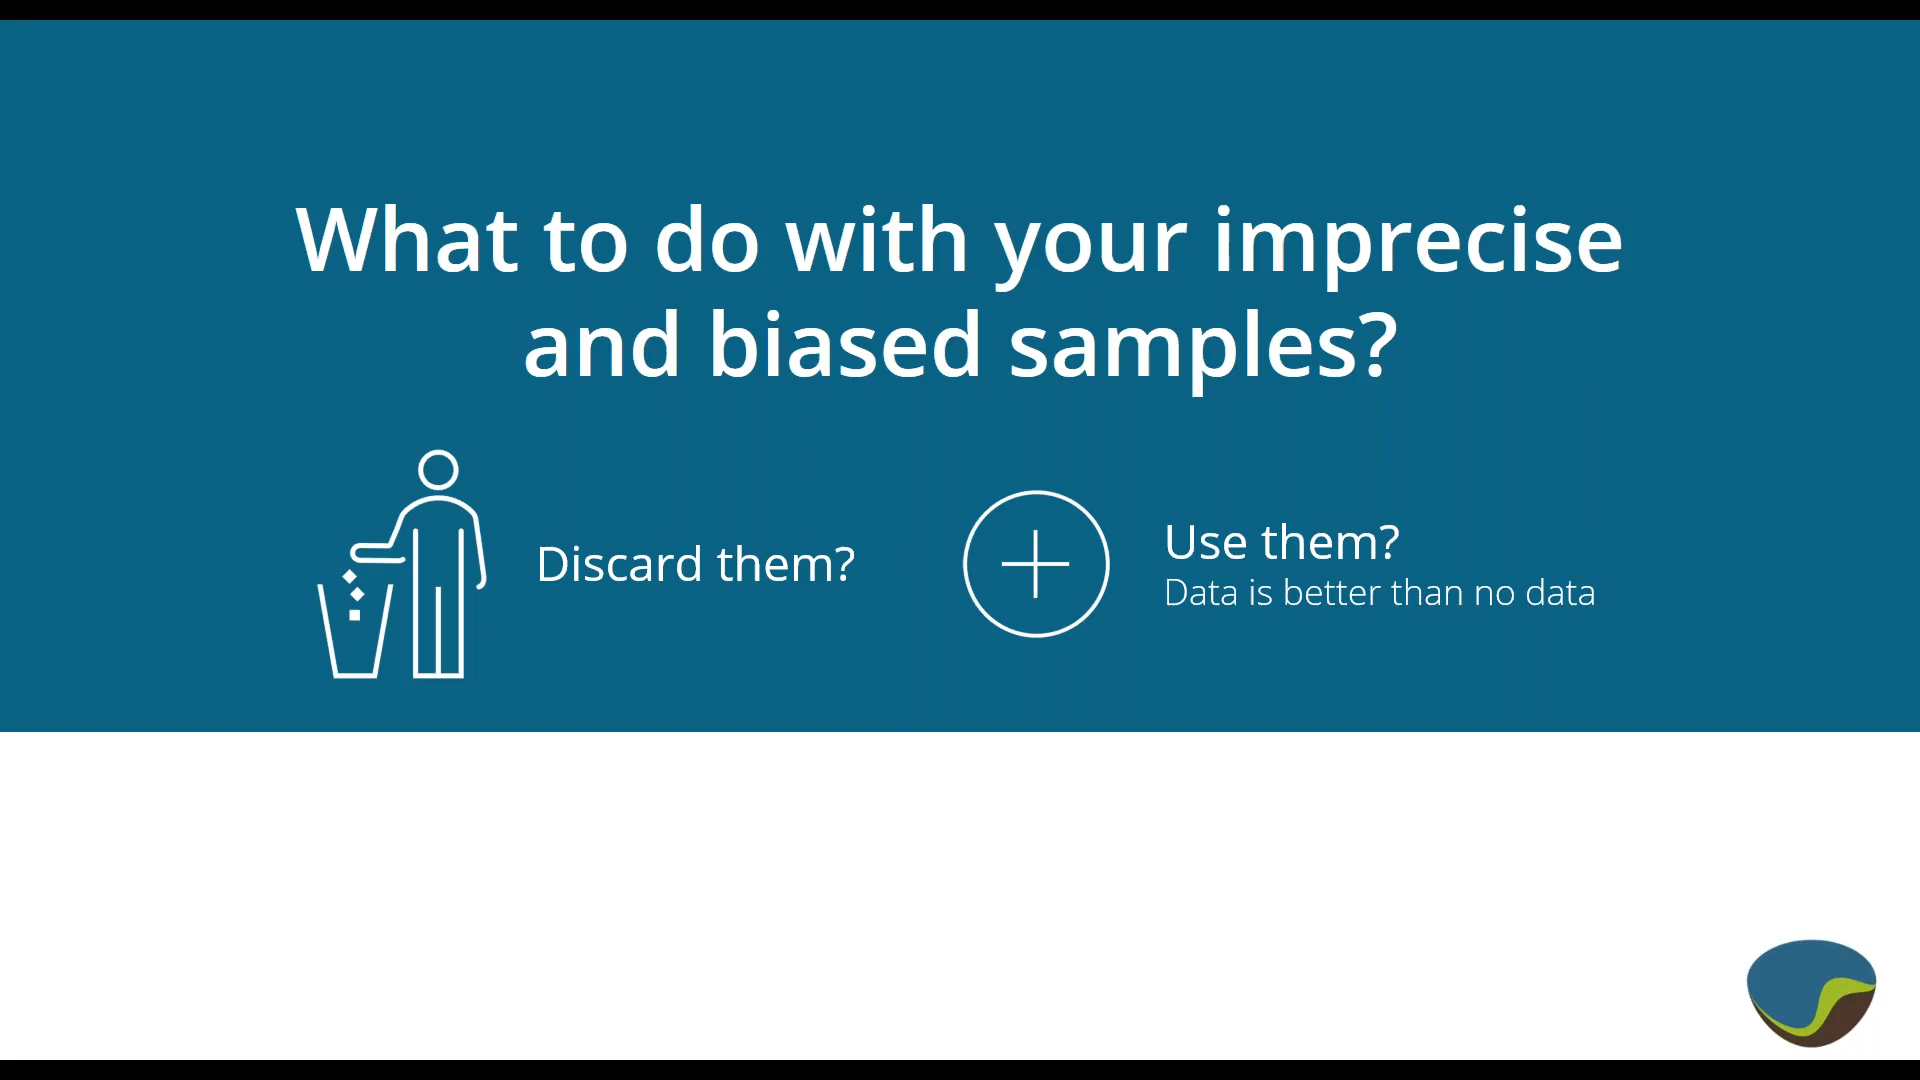 What to do with your imprecise
and biased samples?
Discard them?
Use them?
Data is better than no data